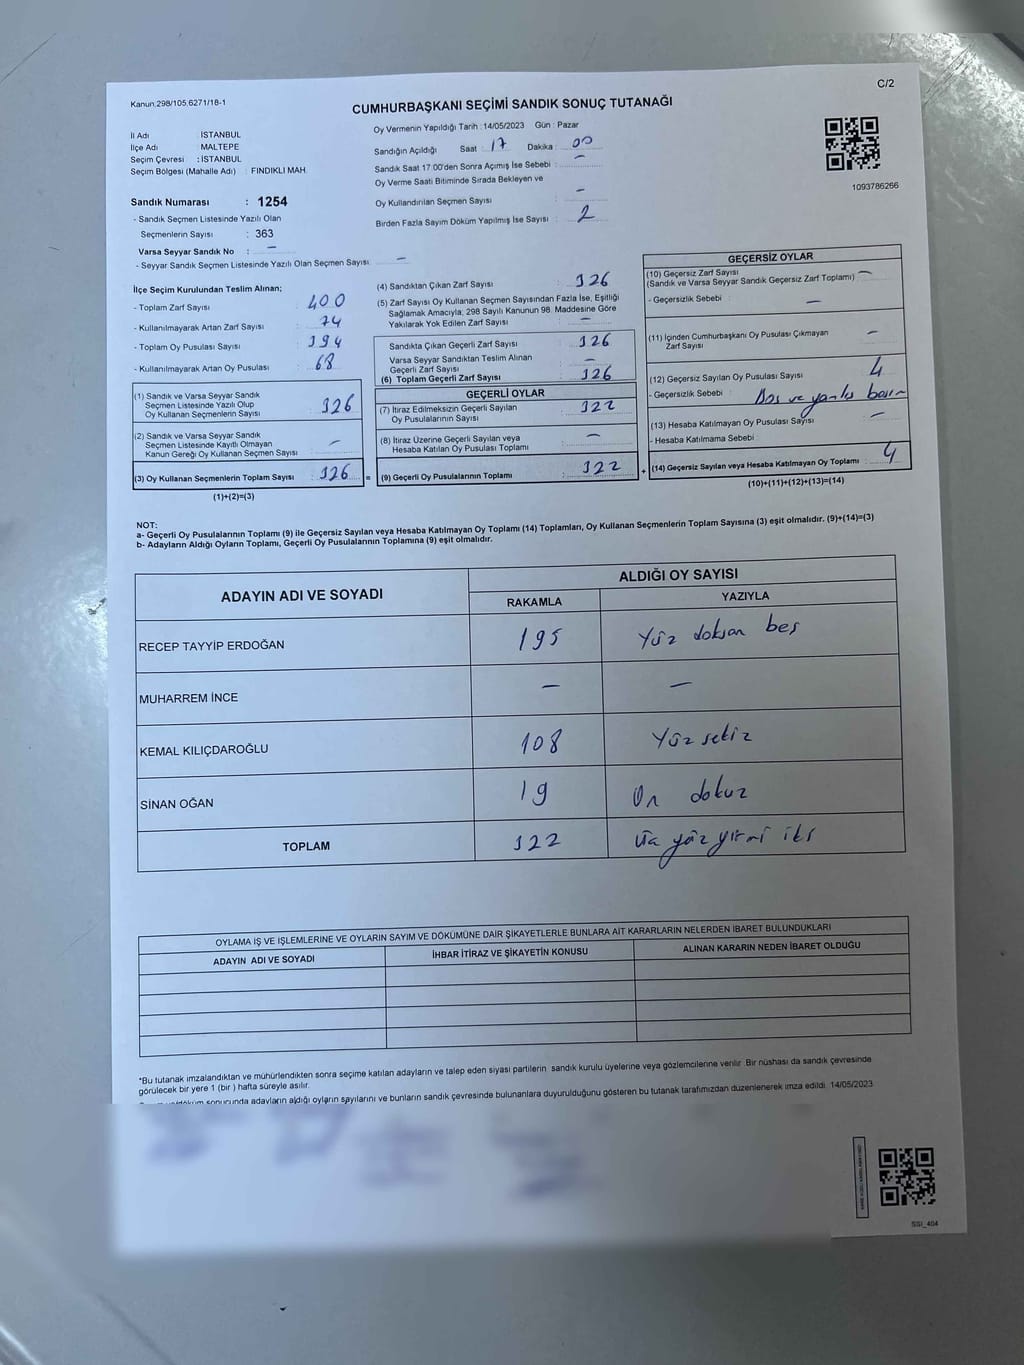 C/2
Kanun.298/105.6271/18-1
CUMHURBAŞKANI SEÇİMİ SANDIK SONUÇ TUTANAĞI
İl Adı İSTANBUL
İlçe Adı MALTEPE
Seçim Çevresi : İSTANBUL
Seçim Bölgesi (Mahalle Adı) : FINDIKLI MAH.
Sandık Numarası : 1254
- Sandık Seçmen Listesinde Yazılı Olan
Seçmenlerin Sayısı : 363
Varsa Seyyar Sandık No : —
- Seyyar Sandık Seçmen Listesinde Yazılı Olan Seçmen Sayısı —
Oy Vermenin Yapıldığı Tarih :14/05/2023 Gün : Pazar
Sandığın Açıldığı Saat : 17 Dakika : 00
Sandık Saat 17:00'den Sonra Açımış İse Sebebi : —
Oy Verme Saati Bitiminde Sırada Bekleyen ve
Oy Kullandırılan Seçmen Sayısı : —
Birden Fazla Sayım Döküm Yapılmış İse Sayısı : 2
1093786266
İlçe Seçim Kurulundan Teslim Alınan;
- Toplam Zarf Sayısı : 400
- Kullanılmayarak Artan Zarf Sayısı : 74
- Toplam Oy Pusulası Sayısı : 394
- Kullanılmayarak Artan Oy Pusulası : 68
(1) Sandık ve Varsa Seyyar Sandık
Seçmen Listesinde Yazılı Olup
Oy Kullanan Seçmenlerin Sayısı : 326
(2) Sandık ve Varsa Seyyar Sandık
Seçmen Listesinde Kayıtlı Olmayan
Kanun Gereği Oy Kullanan Seçmen Sayısı : —
(3) Oy Kullanan Seçmenlerin Toplam Sayısı : 326
(1)+(2)=(3)
(4) Sandıktan Çıkan Zarf Sayısı : 326
(5) Zarf Sayısı Oy Kullanan Seçmen Sayısından Fazla İse, Eşitliği
Sağlamak Amacıyla; 298 Sayılı Kanunun 98. Maddesine Göre
Yakılarak Yok Edilen Zarf Sayısı : —
Sandıkta Çıkan Geçerli Zarf Sayısı : 326
Varsa Seyyar Sandıktan Teslim Alınan
Geçerli Zarf Sayısı : —
(6) Toplam Geçerli Zarf Sayısı : 326
GEÇERLİ OYLAR
(7) İtiraz Edilmeksizin Geçerli Sayılan
Oy Pusulalarının Sayısı : 322
(8) İtiraz Üzerine Geçerli Sayılan veya
Hesaba Katılan Oy Pusulası Toplamı : —
= (9) Geçerli Oy Pusulalarının Toplamı : 322
GEÇERSİZ OYLAR
(10) Geçersiz Zarf Sayısı
(Sandık ve Varsa Seyyar Sandık Geçersiz Zarf Toplamı) —
- Geçersizlik Sebebi : —
(11) İçinden Cumhurbaşkanı Oy Pusulası Çıkmayan
Zarf Sayısı —
(12) Geçersiz Sayılan Oy Pusulası Sayısı 4
- Geçersizlik Sebebi : Boş ve yanlış basım
(13) Hesaba Katılmayan Oy Pusulası Sayısı —
- Hesaba Katılmama Sebebi :
+ (14) Geçersiz Sayılan veya Hesaba Katılmayan Oy Toplamı 4
(10)+(11)+(12)+(13)=(14)
NOT:
a- Geçerli Oy Pusulalarının Toplamı (9) ile Geçersiz Sayılan veya Hesaba Katılmayan Oy Toplamı (14) Toplamları, Oy Kullanan Seçmenlerin Toplam Sayısına (3) eşit olmalıdır. (9)+(14)=(3)
b- Adayların Aldığı Oyların Toplamı, Geçerli Oy Pusulalarının Toplamına (9) eşit olmalıdır.
ADAYIN ADI VE SOYADI ALDIĞI OY SAYISI
RAKAMLA YAZIYLA
RECEP TAYYİP ERDOĞAN 195 Yüz doksan beş
MUHARREM İNCE — —
KEMAL KILIÇDAROĞLU 108 Yüz sekiz
SİNAN OĞAN 19 On dokuz
TOPLAM 322 Üç yüz yirmi iki
OYLAMA İŞ VE İŞLEMLERİNE VE OYLARIN SAYIM VE DÖKÜMÜNE DAİR ŞİKAYETLERLE BUNLARA AİT KARARLARIN NELERDEN İBARET BULUNDUKLARI
ADAYIN ADI VE SOYADI İHBAR İTİRAZ VE ŞİKAYETİN KONUSU ALINAN KARARIN NEDEN İBARET OLDUĞU
*Bu tutanak imzalandıktan ve mühürlendikten sonra seçime katılan adayların ve talep eden siyasi partilerin sandık kurulu üyelerine veya gözlemcilerine verilir. Bir nüshası da sandık çevresinde
görülecek bir yere 1 (bir ) hafta süreyle asılır.
sonucunda adayların aldığı oyların sayılarını ve bunların sandık çevresinde bulunanlara duyurulduğunu gösteren bu tutanak tarafımızdan düzenlenerek imza edildi. 14/05/2023
SSI_404